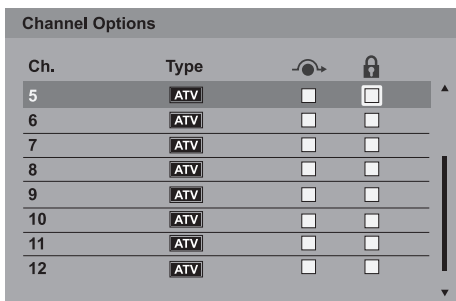 Channel Options
Ch. Type
5 ATV
6 ATV
7 ATV
8 ATV
9 ATV
10 ATV
11 ATV
12 ATV